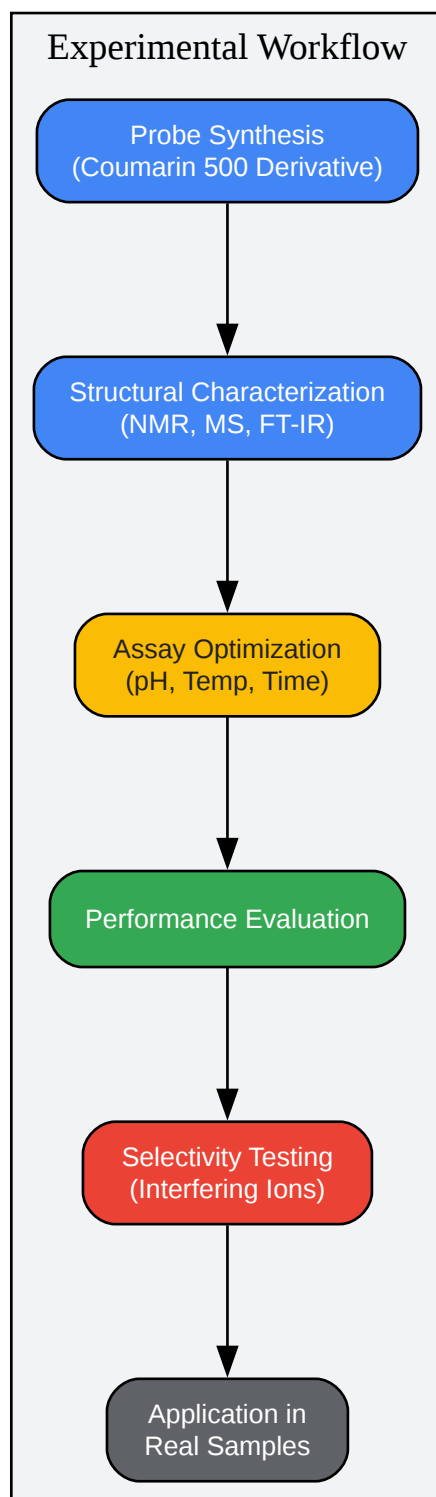 Experimental Workflow
Probe Synthesis
(Coumarin 500 Derivative)
Structural Characterization
(NMR, MS, FT-IR)
Assay Optimization
(pH, Temp, Time)
Performance Evaluation
Selectivity Testing
(Interfering Ions)
Application in
Real Samples